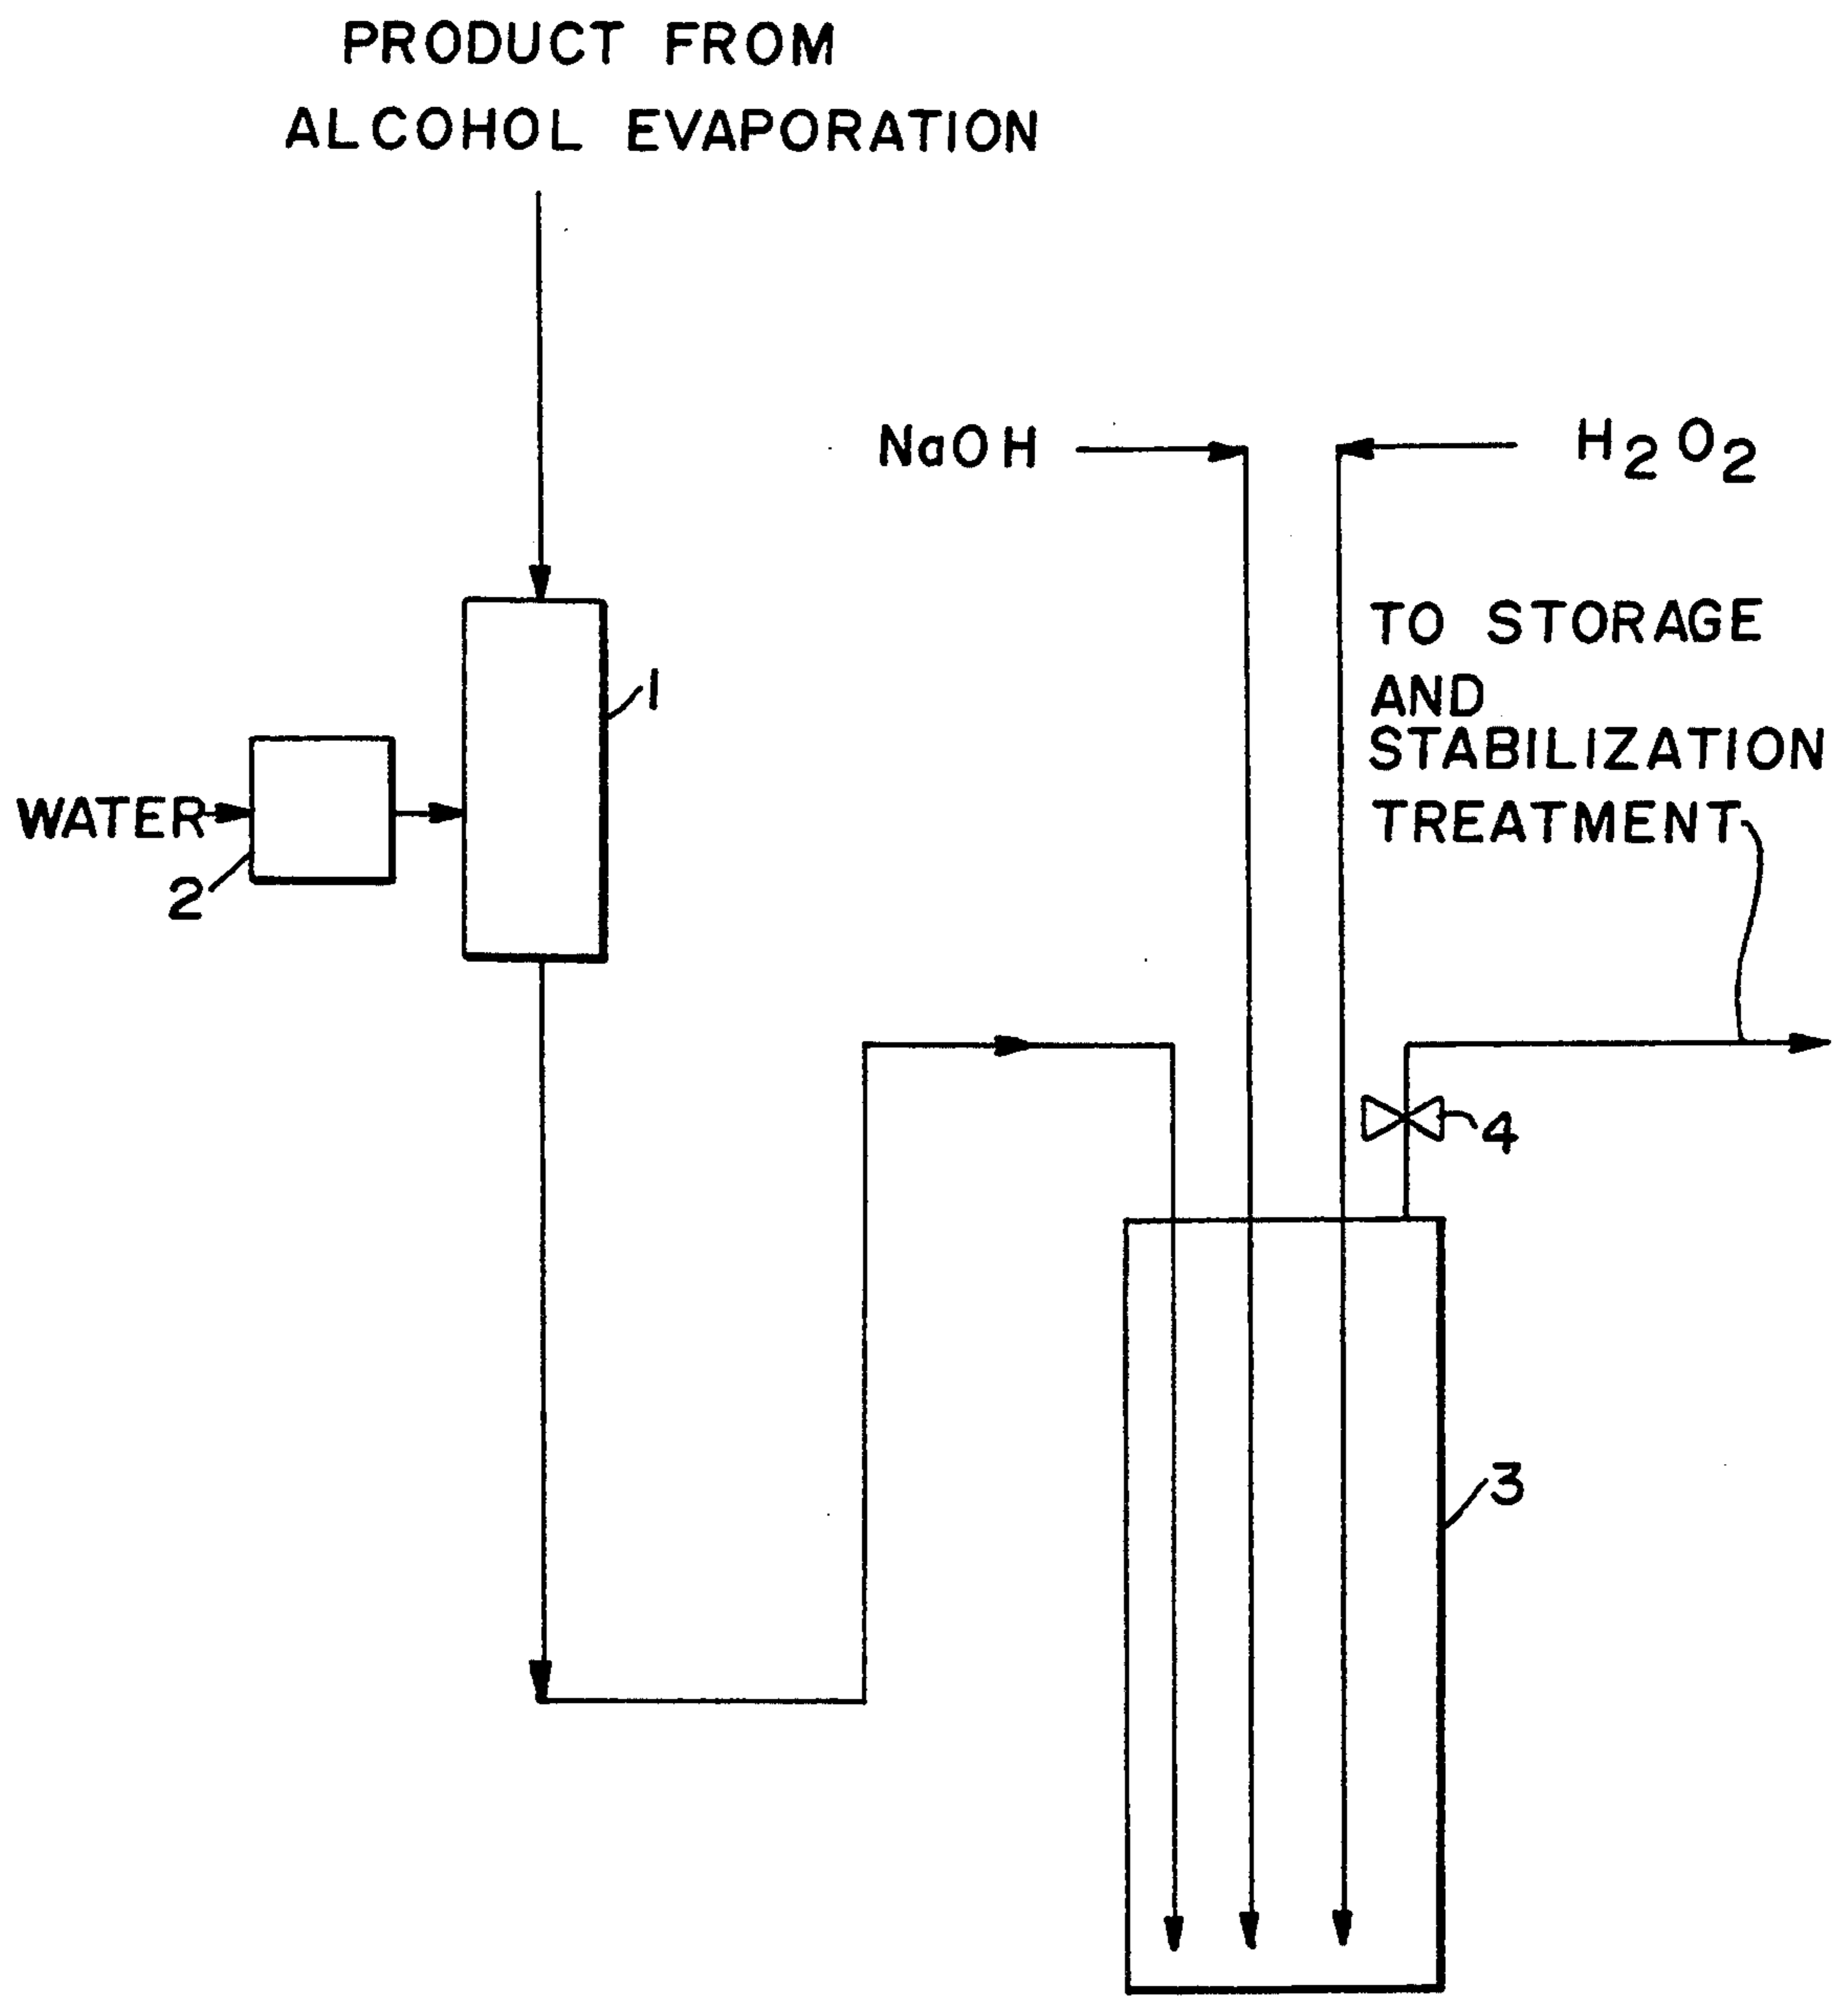 PRODUCT FROM
ALCOHOL EVAPORATION
NaOH
H2O2
TO STORAGE
AND
STABILIZATION
TREATMENT
1
WATER
2
4
3